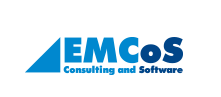 EMCoS
Consulting and Software